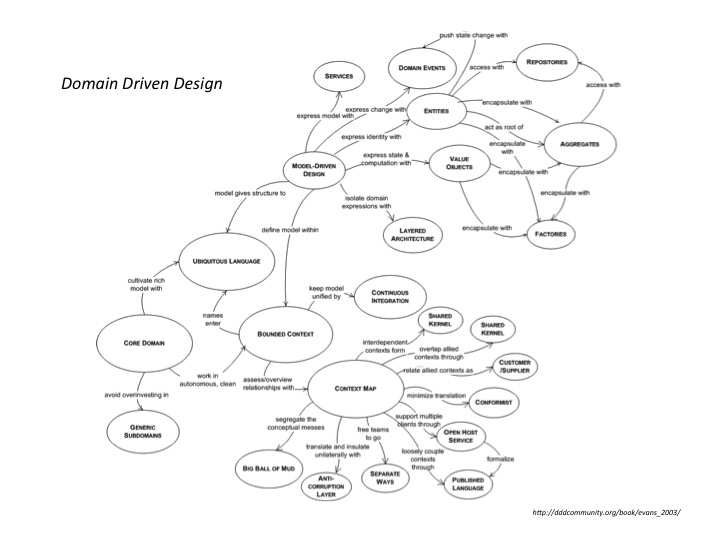 Domain Driven Design
push state change with
SERVICES
DOMAIN EVENTS
access with
REPOSITORIES
access with
express model with
express change with
ENTITIES
encapsulate with
act as root of
express identity with
encapsulate
with
AGGREGATES
MODEL-DRIVEN
DESIGN
express state &
computation with
VALUE
OBJECTS
encapsulate with
model gives structure to
isolate domain
expressions with
encapsulate with
define model within
LAYERED
ARCHITECTURE
encapsulate with
FACTORIES
UBIQUITOUS LANGUAGE
cultivate rich
model with
keep model
unified by
CONTINUOUS
INTEGRATION
names
enter
BOUNDED CONTEXT
SHARED
KERNEL
SHARED
KERNEL
CORE DOMAIN
interdependent
contexts form
overlap allied
contexts through
relate allied contexts as
CUSTOMER
/SUPPLIER
work in
autonomous, clean
assess/overview
relationships with
CONTEXT MAP
minimize translation
CONFORMIST
avoid overinvesting in
GENERIC
SUBDOMAINS
segregate the
conceptual messes
free teams
to go
support multiple
clients through
OPEN HOST
SERVICE
translate and insulate
unilaterally with
loosely couple
contexts
through
formalize
BIG BALL OF MUD
ANTI-
CORRUPTION
LAYER
SEPARATE
WAYS
PUBLISHED
LANGUAGE
http://dddcommunity.org/book/evans_2003/